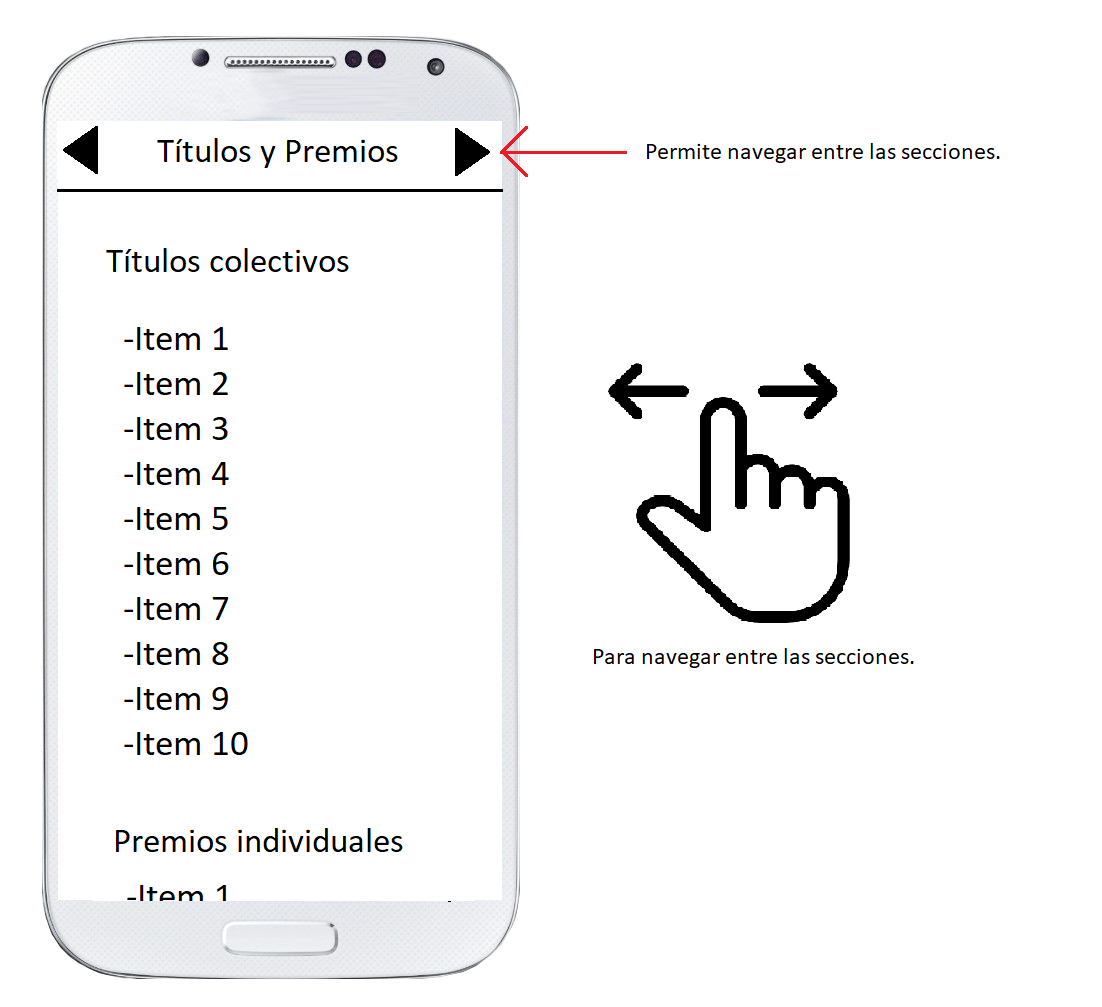 Títulos y Premios
Permite navegar entre las secciones.
Títulos colectivos
-Item 1
-Item 2
-Item 3
-Item 4
-Item 5
-Item 6
-Item 7
-Item 8
-Item 9
-Item 10
Para navegar entre las secciones.
Premios individuales
-Item 1